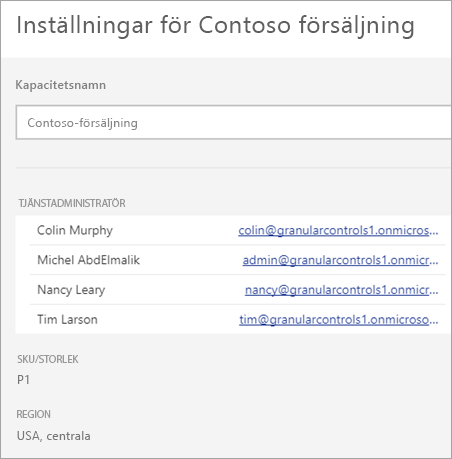 Inställningar för Contoso försäljning
Kapacitetsnamn
Contoso-försäljning
TJÄNSTADMINISTRATÖR
Colin Murphy colin@granularcontrols1.onmicros...
Michel AbdElmalik admin@granularcontrols1.onmicr...
Nancy Leary nancy@granularcontrols1.onmicr...
Tim Larson tim@granularcontrols1.onmicroso...
SKU/STORLEK
P1
REGION
USA, centrala